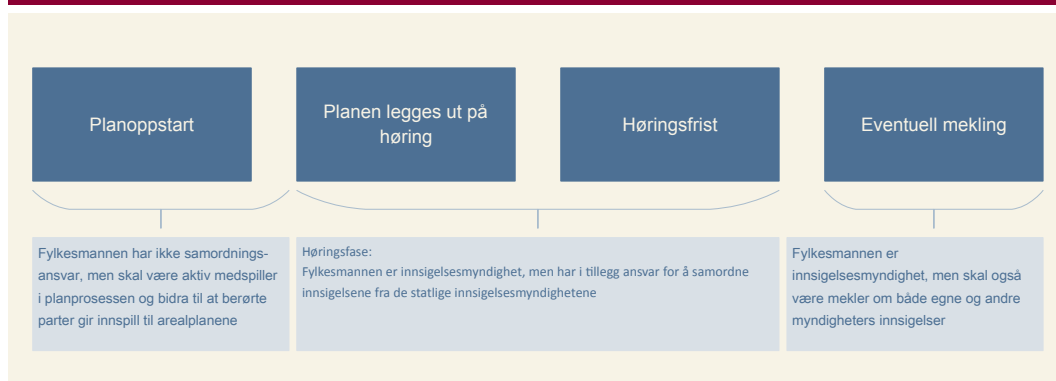 Planoppstart
Planen legges ut på
høring
Høringsfrist
Eventuell mekling
Fylkesmannen har ikke samordnings-
ansvar, men skal være aktiv medspiller
i planprosessen og bidra til at berørte
parter gir innspill til arealplanene
Høringsfase:
Fylkesmannen er innsigelsesmyndighet, men har i tillegg ansvar for å samordne
innsigelsene fra de statlige innsigelsesmyndighetene
Fylkesmannen er
innsigelsesmyndighet, men skal også
være mekler om både egne og andre
myndigheters innsigelser